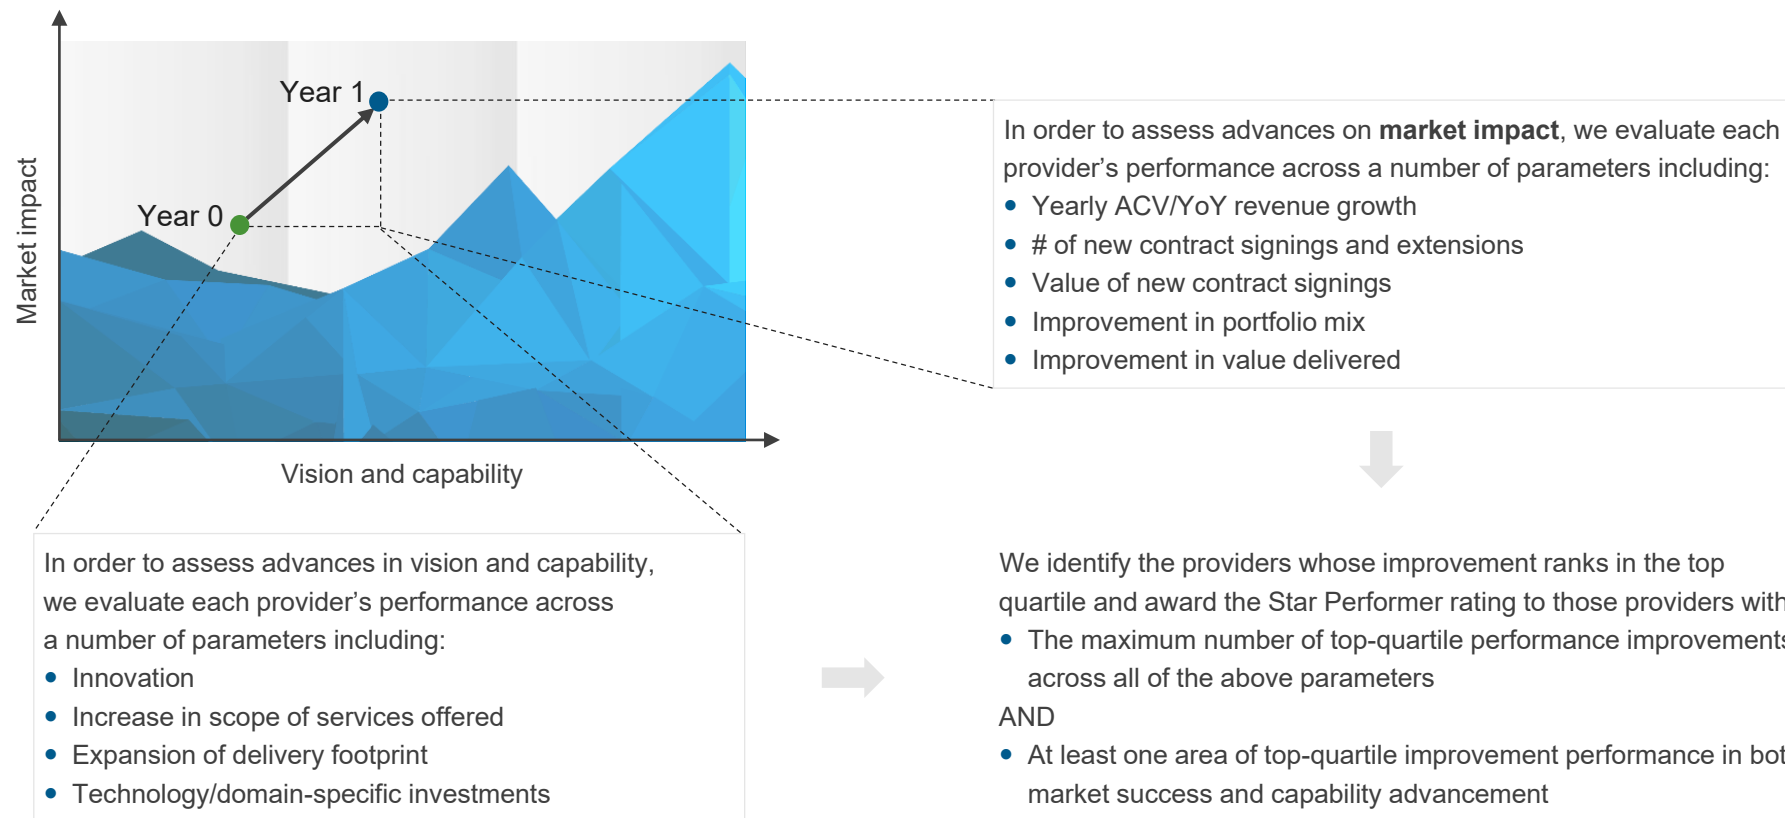 Year 1
Year 0
Market impact
Vision and capability
In order to assess advances on market impact, we evaluate each
provider’s performance across a number of parameters including:
• Yearly ACV/YoY revenue growth
• # of new contract signings and extensions
• Value of new contract signings
• Improvement in portfolio mix
• Improvement in value delivered
In order to assess advances in vision and capability,
we evaluate each provider’s performance across
a number of parameters including:
• Innovation
• Increase in scope of services offered
• Expansion of delivery footprint
• Technology/domain-specific investments
We identify the providers whose improvement ranks in the top
quartile and award the Star Performer rating to those providers with
• The maximum number of top-quartile performance improvements
across all of the above parameters
AND
• At least one area of top-quartile improvement performance in bot
market success and capability advancement